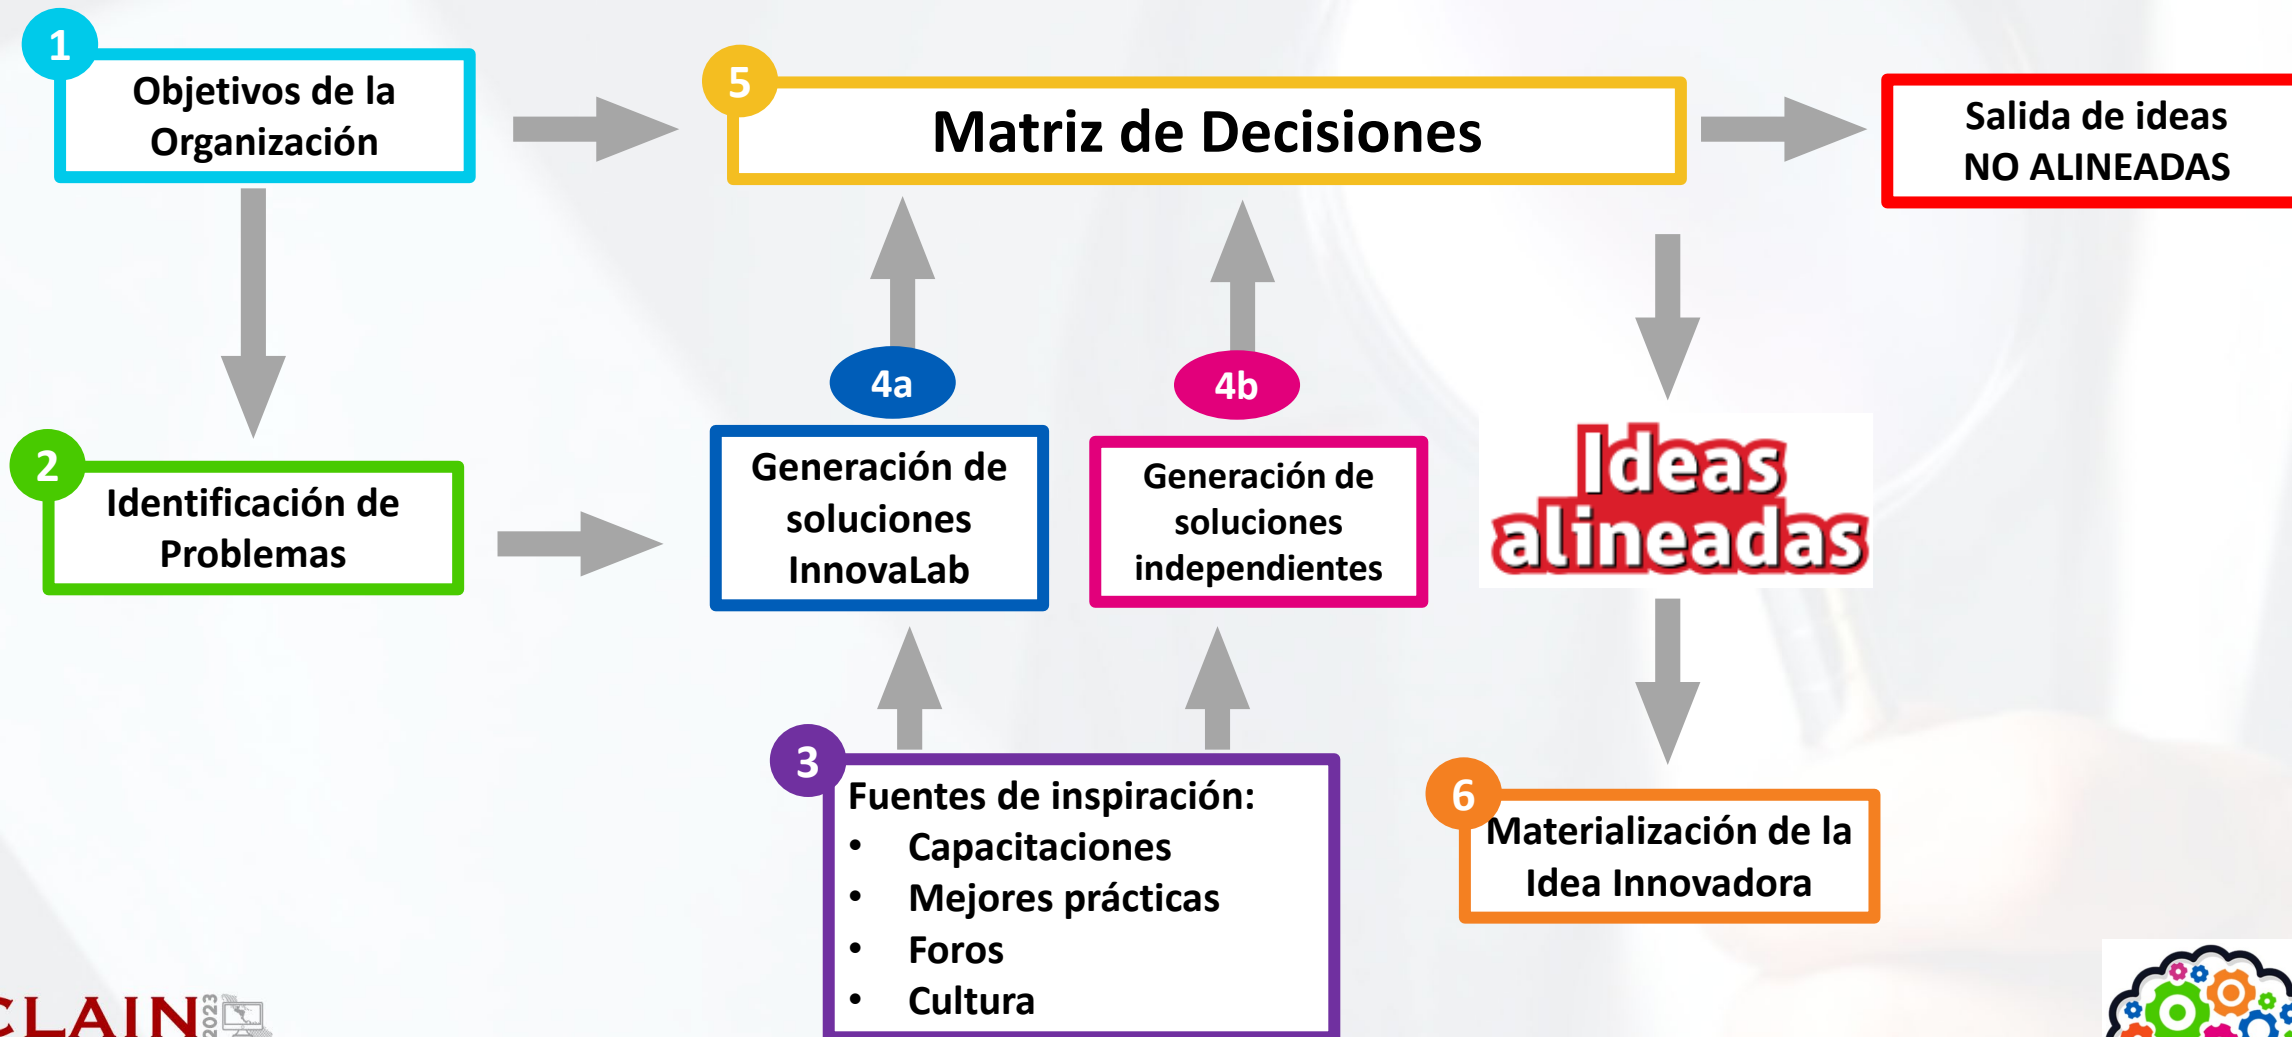 1
Objetivos de la
Organización
5
Matriz de Decisiones
Salida de ideas
NO ALINEADAS
2
Identificación de
Problemas
4a
Generación de
soluciones
InnovaLab
4b
Generación de
soluciones
independientes
Ideas
alineadas
3
Fuentes de inspiración:
• Capacitaciones
• Mejores prácticas
• Foros
• Cultura
6
Materialización de la
Idea Innovadora
CLAIN
2023